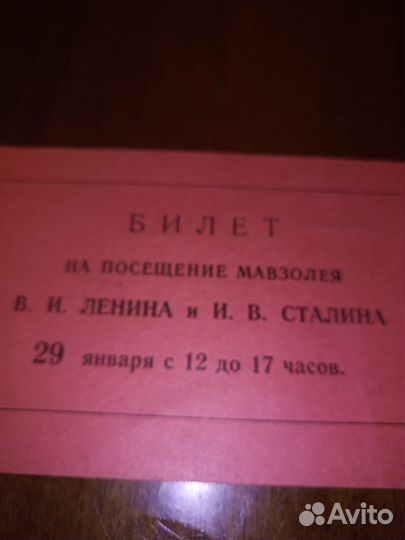 БИЛЕТ
НА ПОСЕЩЕНИЕ МАВЗОЛЕЯ
В. И. ЛЕНИНА и И. В. СТАЛИНА
29 января с 12 до 17 часов.
Avito